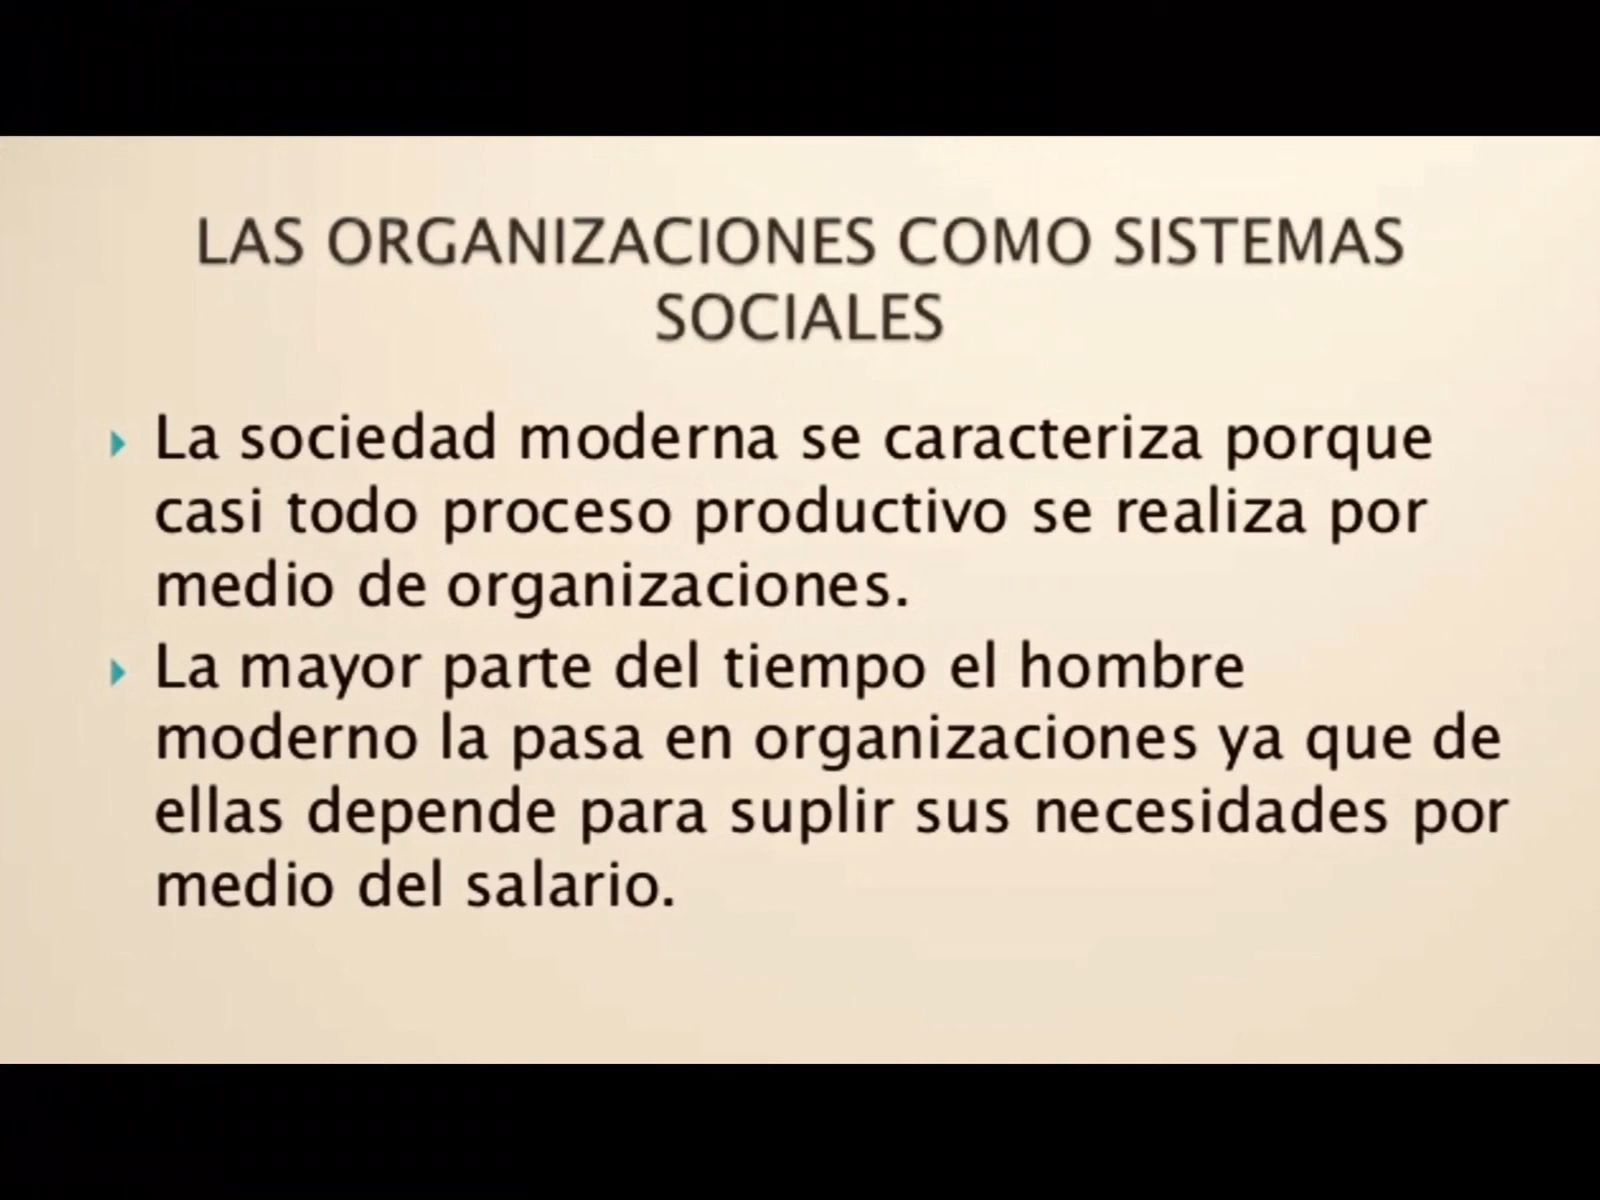 LAS ORGANIZACIONES COMO SISTEMAS
SOCIALES
La sociedad moderna se caracteriza porque
casi todo proceso productivo se realiza por
medio de organizaciones.
La mayor parte del tiempo el hombre
moderno la pasa en organizaciones ya que de
ellas depende para suplir sus necesidades por
medio del salario.